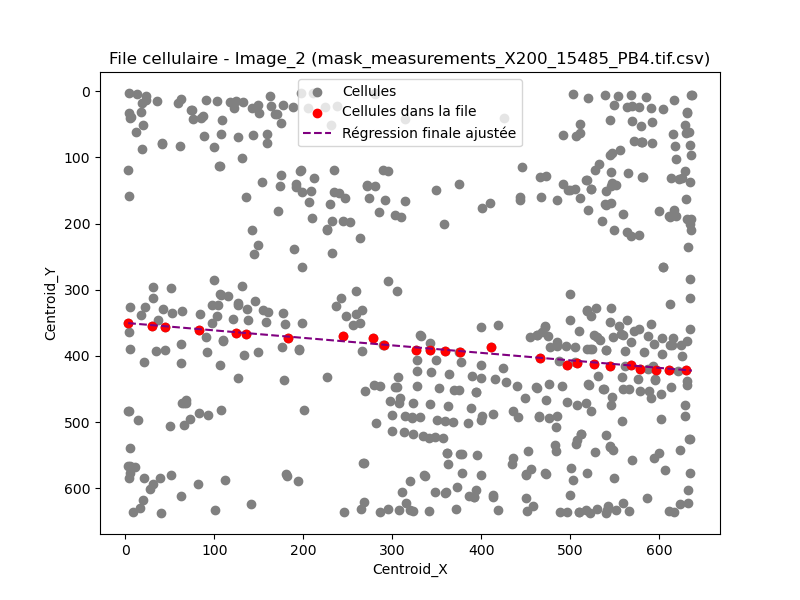 File cellulaire - Image_2 (mask_measurements_X200_15485_PB4.tif.csv)
Cellules
Cellules dans la file
Régression finale ajustée
0
100
200
300
400
500
600
Centroid_Y
0 100 200 300 400 500 600
Centroid_X